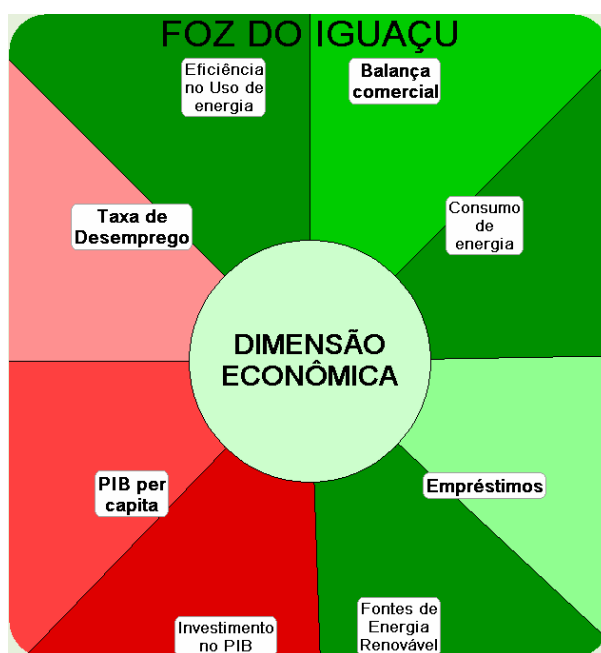 FOZ DO IGUAÇU
Eficiência
no Uso de
energia
Balança
comercial
Taxa de
Desemprego
Consumo
de
energia
DIMENSÃO
ECONÔMICA
PIB per
capita
Empréstimos
Investimento
no PIB
Fontes de
Energia
Renovável